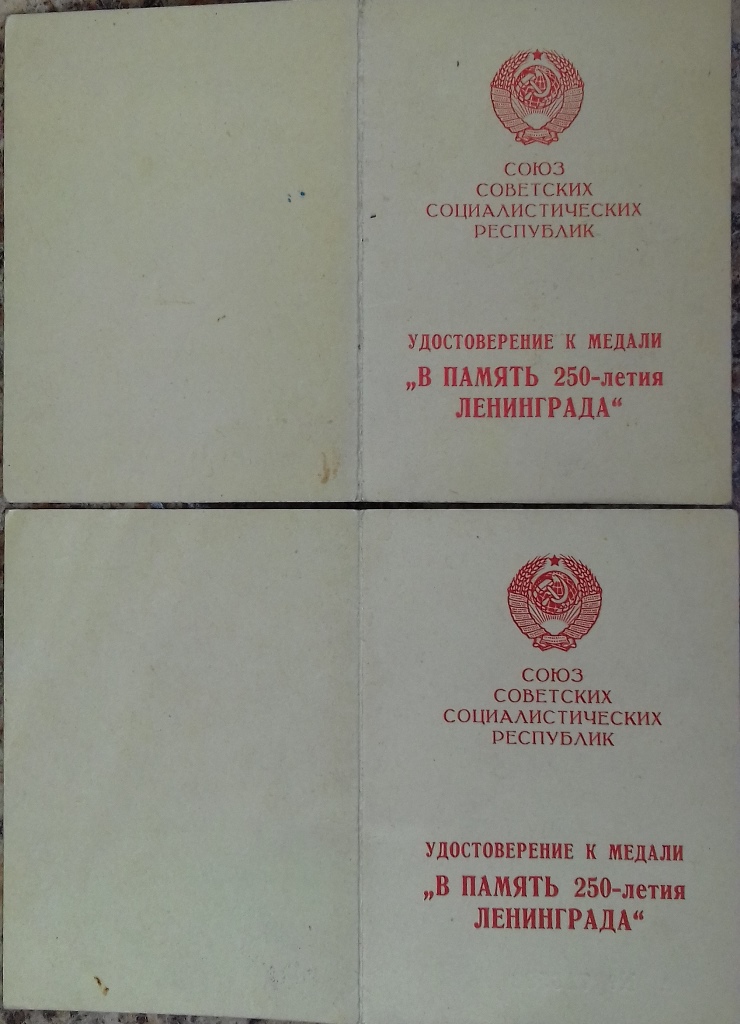 СОЮЗ
СОВЕТСКИХ
СОЦИАЛИСТИЧЕСКИХ
РЕСПУБЛИК
УДОСТОВЕРЕНИЕ К МЕДАЛИ
„В ПАМЯТЬ 250-летия
ЛЕНИНГРАДА“
СОЮЗ
СОВЕТСКИХ
СОЦИАЛИСТИЧЕСКИХ
РЕСПУБЛИК
УДОСТОВЕРЕНИЕ К МЕДАЛИ
„В ПАМЯТЬ 250-летия
ЛЕНИНГРАДА“